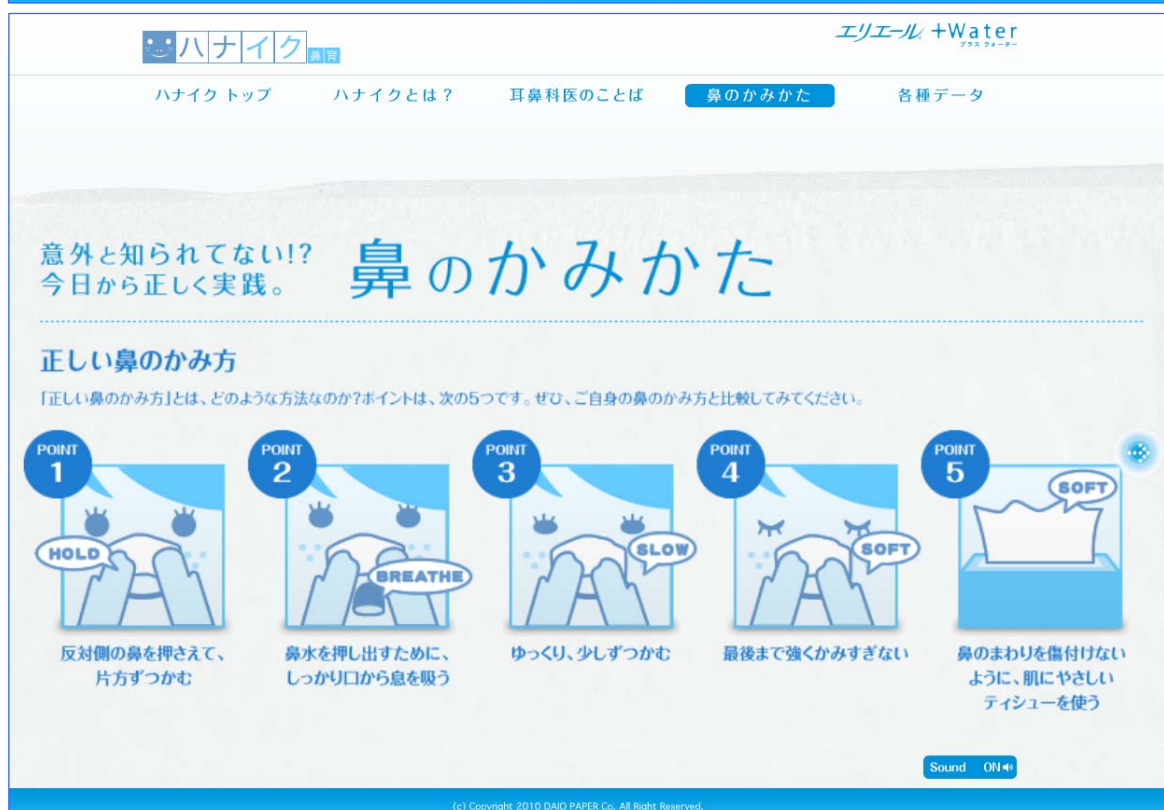 ハナイク 鼻育
エリエール +Water
プラス ウォーター
ハナイク トップ ハナイクとは? 耳鼻科医のことば 鼻のかみかた 各種データ
意外と知られてない!?
今日から正しく実践。
鼻のかみかた
正しい鼻のかみ方
「正しい鼻のかみ方」とは、どのような方法なのか?ポイントは、次の5つです。ぜひ、ご自身の鼻のかみ方と比較してみてください。
POINT
1
HOLD
反対側の鼻を押さえて、
片方ずつかむ
POINT
2
BREATHE
鼻水を押し出すために、
しっかり口から息を吸う
POINT
3
SLOW
ゆっくり、少しずつかむ
POINT
4
SOFT
最後まで強くかみすぎない
POINT
5
SOFT
鼻のまわりを傷付けない
ように、肌にやさしい
ティシューを使う
Sound ON
(c) Copyright 2010 DAIO PAPER Co. All Right Reserved.